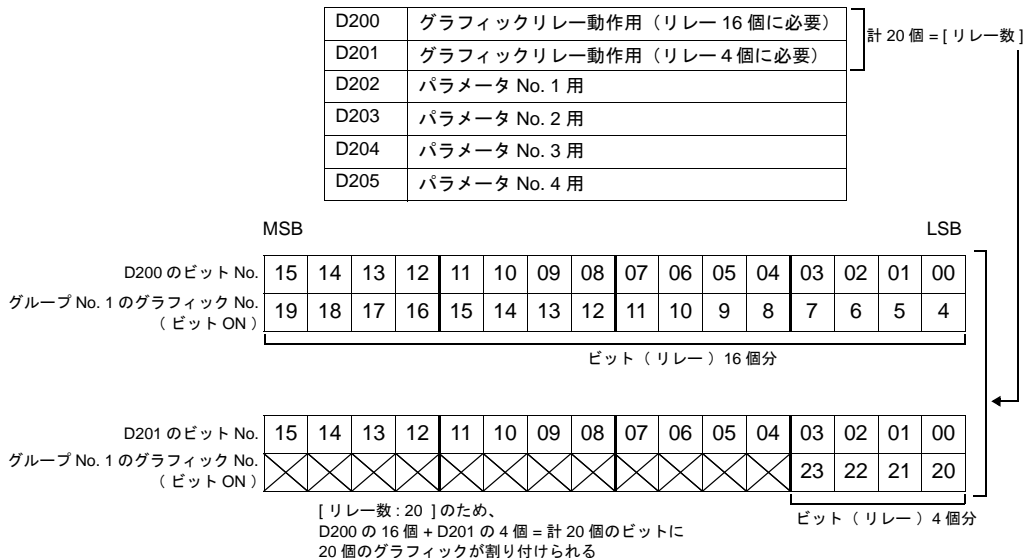 D200 グラフィックリレー動作用（リレー 16 個に必要）
D201 グラフィックリレー動作用（リレー 4 個に必要）
計 20 個 = [ リレー数 ]
D202 パラメータ No. 1 用
D203 パラメータ No. 2 用
D204 パラメータ No. 3 用
D205 パラメータ No. 4 用
MSB LSB
D200 のビット No. 15 14 13 12 11 10 09 08 07 06 05 04 03 02 01 00
グループ No. 1 のグラフィック No.
（ ビット ON ）
19 18 17 16 15 14 13 12 11 10 9 8 7 6 5 4
ビット（ リレー ）16 個分
D201 のビット No. 15 14 13 12 11 10 09 08 07 06 05 04 03 02 01 00
グループ No. 1 のグラフィック No.
（ ビット ON ）
23 22 21 20
ビット（ リレー ）4 個分
[ リレー数 : 20 ] のため、
D200 の 16 個 + D201 の 4 個 = 計 20 個のビットに
20 個のグラフィックが割り付けられる